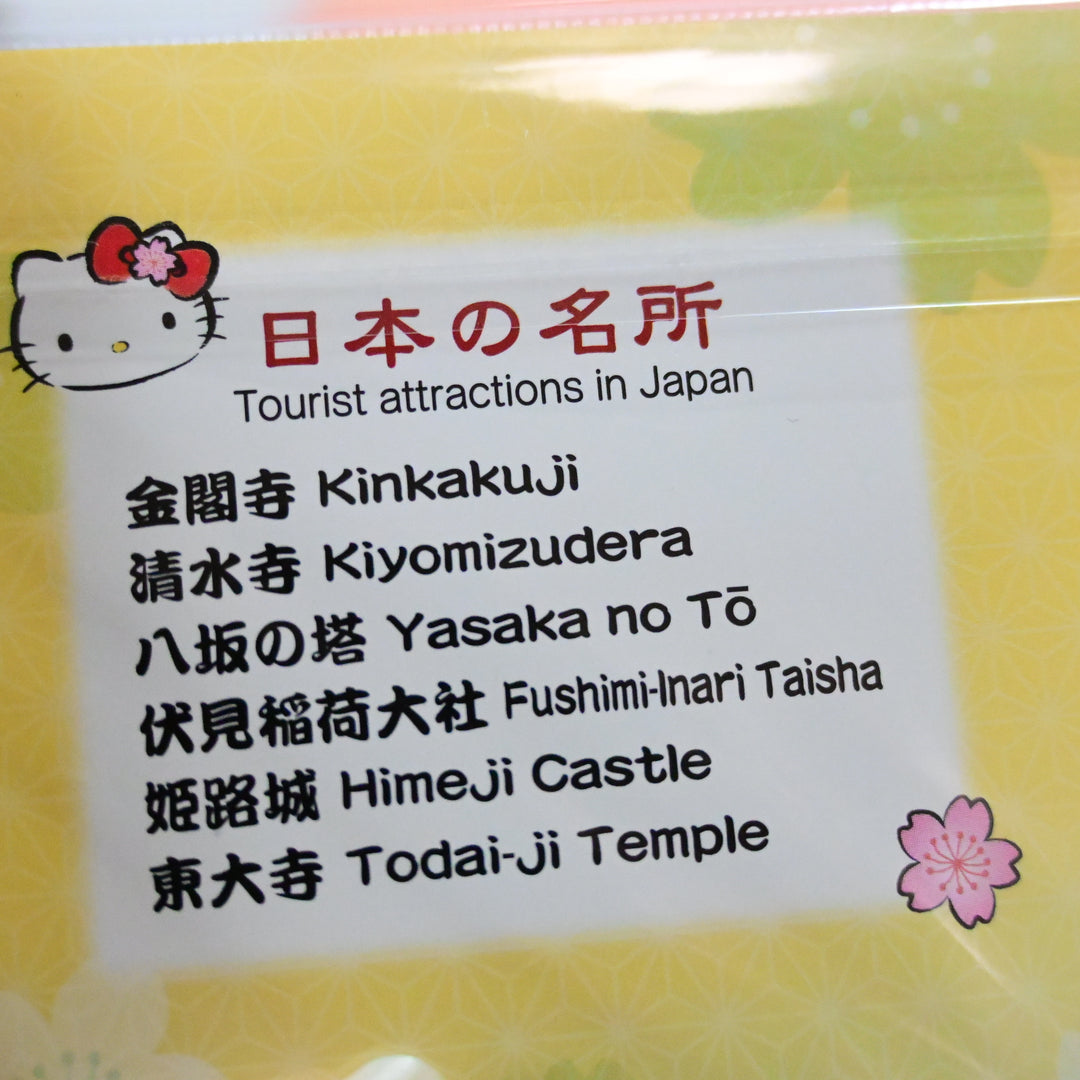 日本の名所
Tourist attractions in Japan
金閣寺 Kinkakuji
清水寺 Kiyomizudera
八坂の塔 Yasaka no Tō
伏見稲荷大社 Fushimi-Inari Taisha
姫路城 Himeji Castle
東大寺 Todai-ji Temple